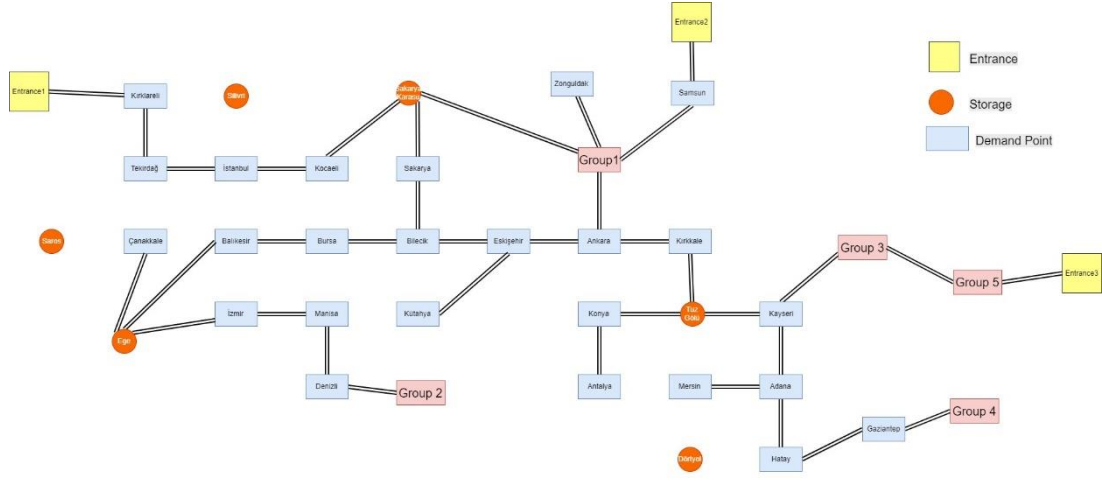 Entrance2
Entrance
Entrance1
Kırklareli
Silivri
Sakarya
Karasu
Zonguldak
Samsun
Storage
Demand Point
Tekirdağ
İstanbul
Kocaeli
Sakarya
Group1
Saros
Çanakkale
Balıkesir
Bursa
Bilecik
Eskişehir
Ankara
Kırıkkale
Group 3
Group 5
Entrance3
Ege
İzmir
Manisa
Kütahya
Konya
Tuz
Gölü
Kayseri
Denizli
Group 2
Antalya
Mersin
Adana
Group 4
Gaziantep
Dörtyol
Hatay